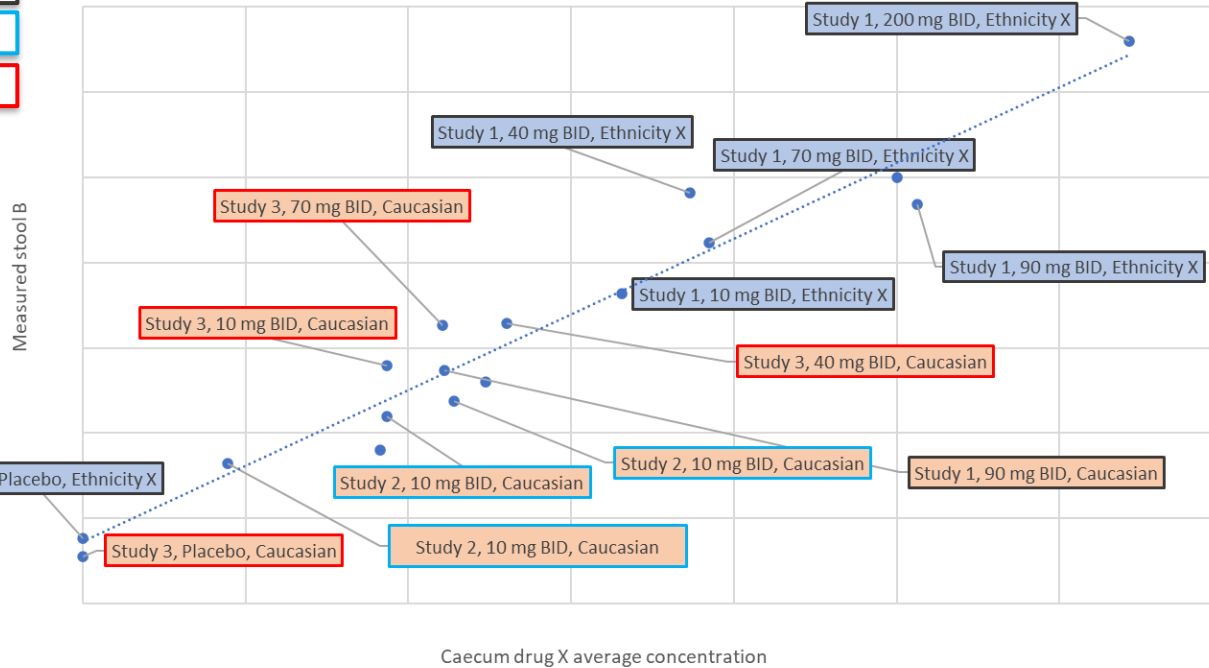 Study 1, 200 mg BID, Ethnicity X
Study 1, 40 mg BID, Ethnicity X
Study 1, 70 mg BID, Ethnicity X
Study 3, 70 mg BID, Caucasian
Study 1, 90 mg BID, Ethnicity X
Measured stool B
Study 1, 10 mg BID, Ethnicity X
Study 3, 10 mg BID, Caucasian
Study 3, 40 mg BID, Caucasian
Study 2, 10 mg BID, Caucasian
Study 1, 90 mg BID, Caucasian
Placebo, Ethnicity X
Study 2, 10 mg BID, Caucasian
Study 2, 10 mg BID, Caucasian
Study 3, Placebo, Caucasian
Caecum drug X average concentration